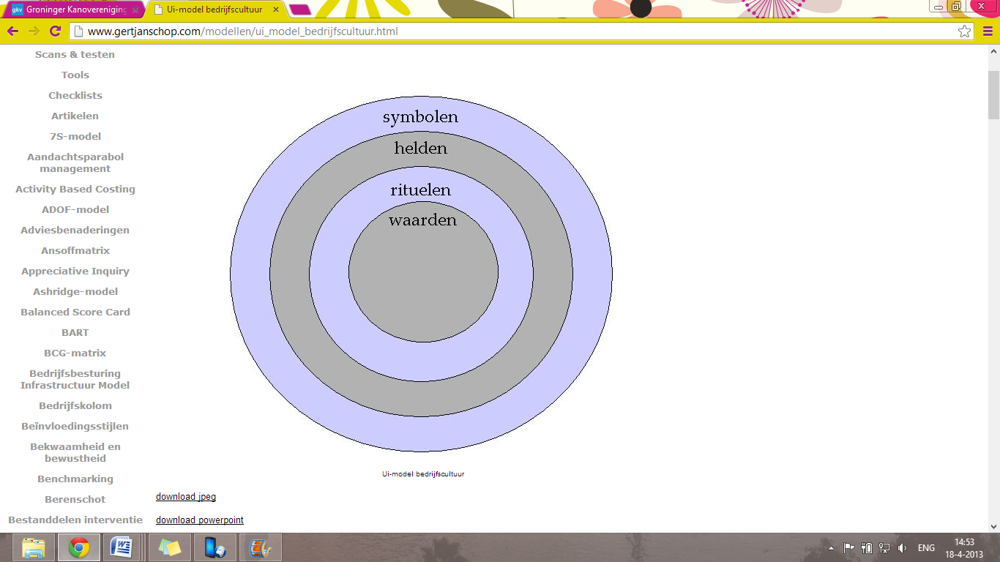 Groninger Kanovereniging
Ui-model bedrijfscultuur
www.gertjanschop.com/modellen/ui_model_bedrijfscultuur.html
Scans & testen
Tools
Checklists
Artikelen
7S-model
Aandachtsparabol
management
Activity Based Costing
ADOF-model
Adviesbenaderingen
Ansoffmatrix
Appreciative Inquiry
Ashridge-model
Balanced Score Card
BART
BCG-matrix
Bedrijfsbesturing
Infrastructuur Model
Bedrijfskolom
Beïnvloedingsstijlen
Bekwaamheid en
bewustheid
Benchmarking
Berenschot
Bestanddelen interventie
symbolen
helden
rituelen
waarden
Ui-model bedrijfscultuur
download jpeg
download powerpoint
ENG
14:53
18-4-2013